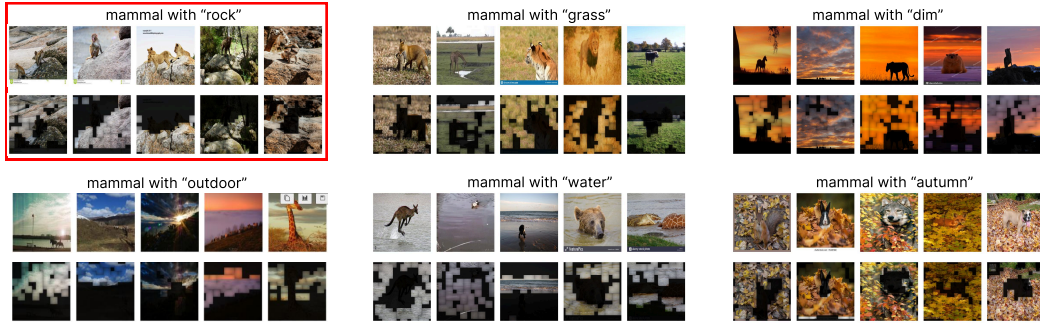 mammal with “rock”
mammal with “grass”
mammal with “dim”
mammal with “outdoor”
mammal with “water”
mammal with “autumn”